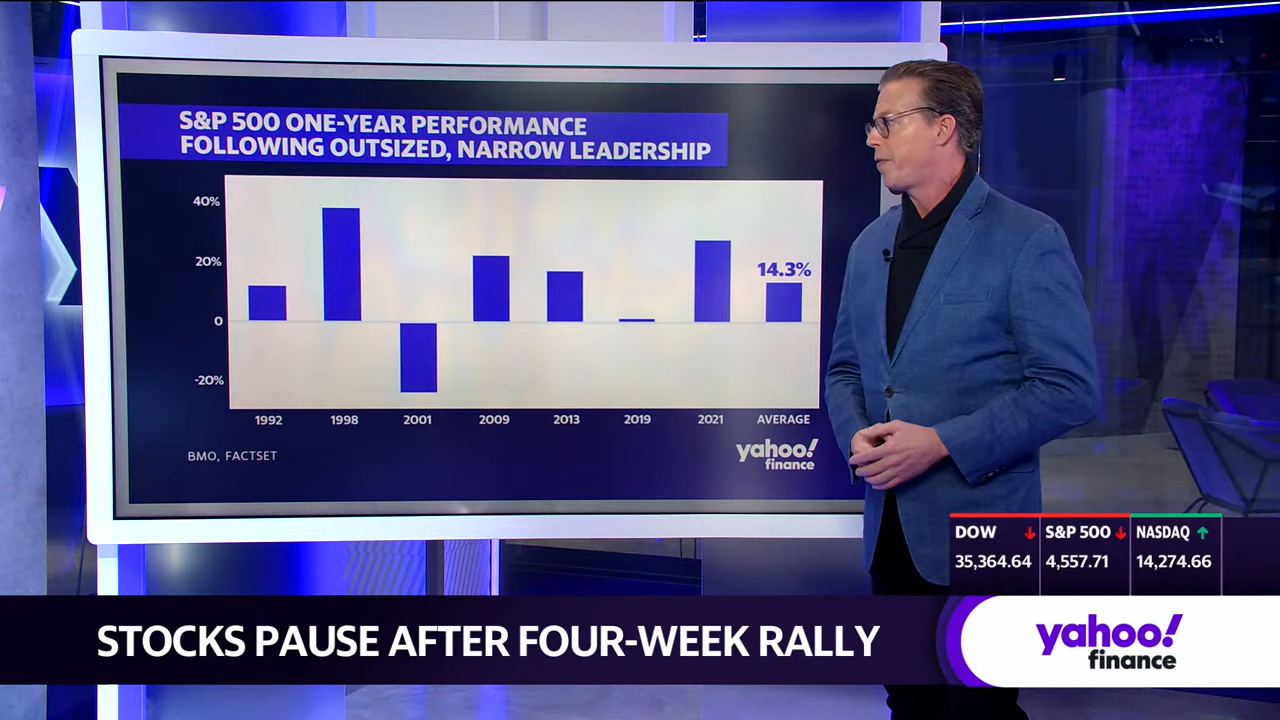 S&P 500 ONE-YEAR PERFORMANCE
FOLLOWING OUTSIZED, NARROW LEADERSHIP
40%
20%
0
-20%
14.3%
1992 1998 2001 2009 2013 2019 2021 AVERAGE
BMO, FACTSET
yahoo!
finance
DOW S&P 500 NASDAQ
35,364.64 4,557.71 14,274.66
STOCKS PAUSE AFTER FOUR-WEEK RALLY
yahoo!
finance